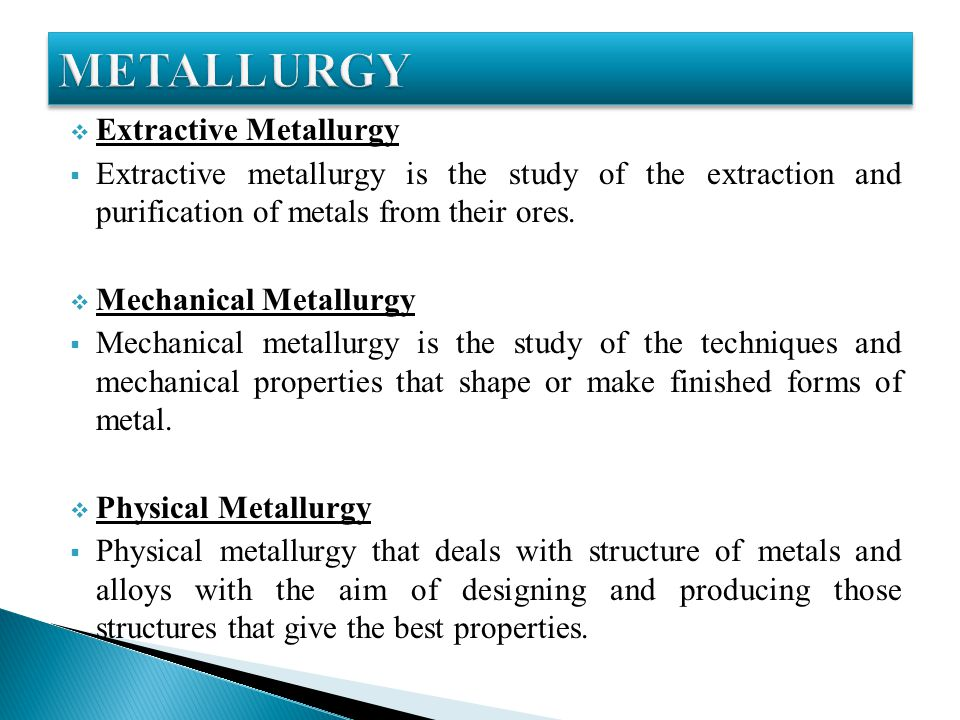 METALLURGY
Extractive Metallurgy
Extractive metallurgy is the study of the extraction and
purification of metals from their ores.
Mechanical Metallurgy
Mechanical metallurgy is the study of the techniques and
mechanical properties that shape or make finished forms of
metal.
Physical Metallurgy
Physical metallurgy that deals with structure of metals and
alloys with the aim of designing and producing those
structures that give the best properties.